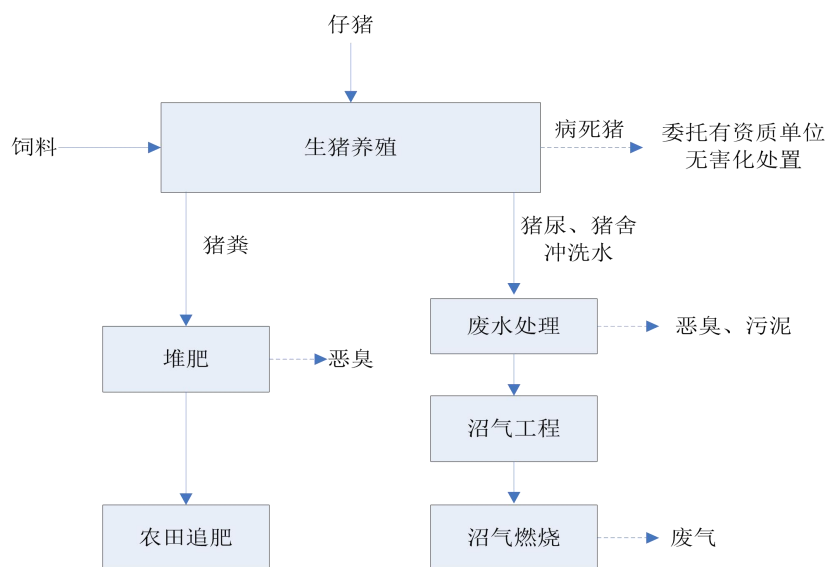 仔猪
饲料
生猪养殖
病死猪
委托有资质单位
无害化处置
猪粪
猪尿、猪舍
冲洗水
堆肥
恶臭
废水处理
恶臭、污泥
沼气工程
农田追肥
沼气燃烧
废气